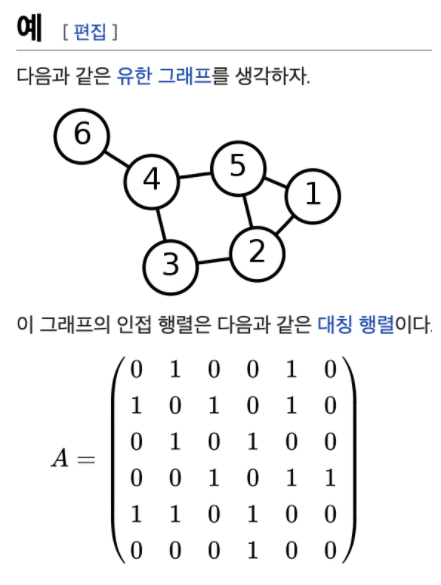 예 [ 편집 ]
다음과 같은 유한 그래프를 생각하자.
6
4
5
1
3
2
이 그래프의 인접 행렬은 다음과 같은 대칭 행렬이다.
A =
0 1 0 0 1 0
1 0 1 0 1 0
0 1 0 1 0 0
0 0 1 0 1 1
1 1 0 1 0 0
0 0 0 1 0 0